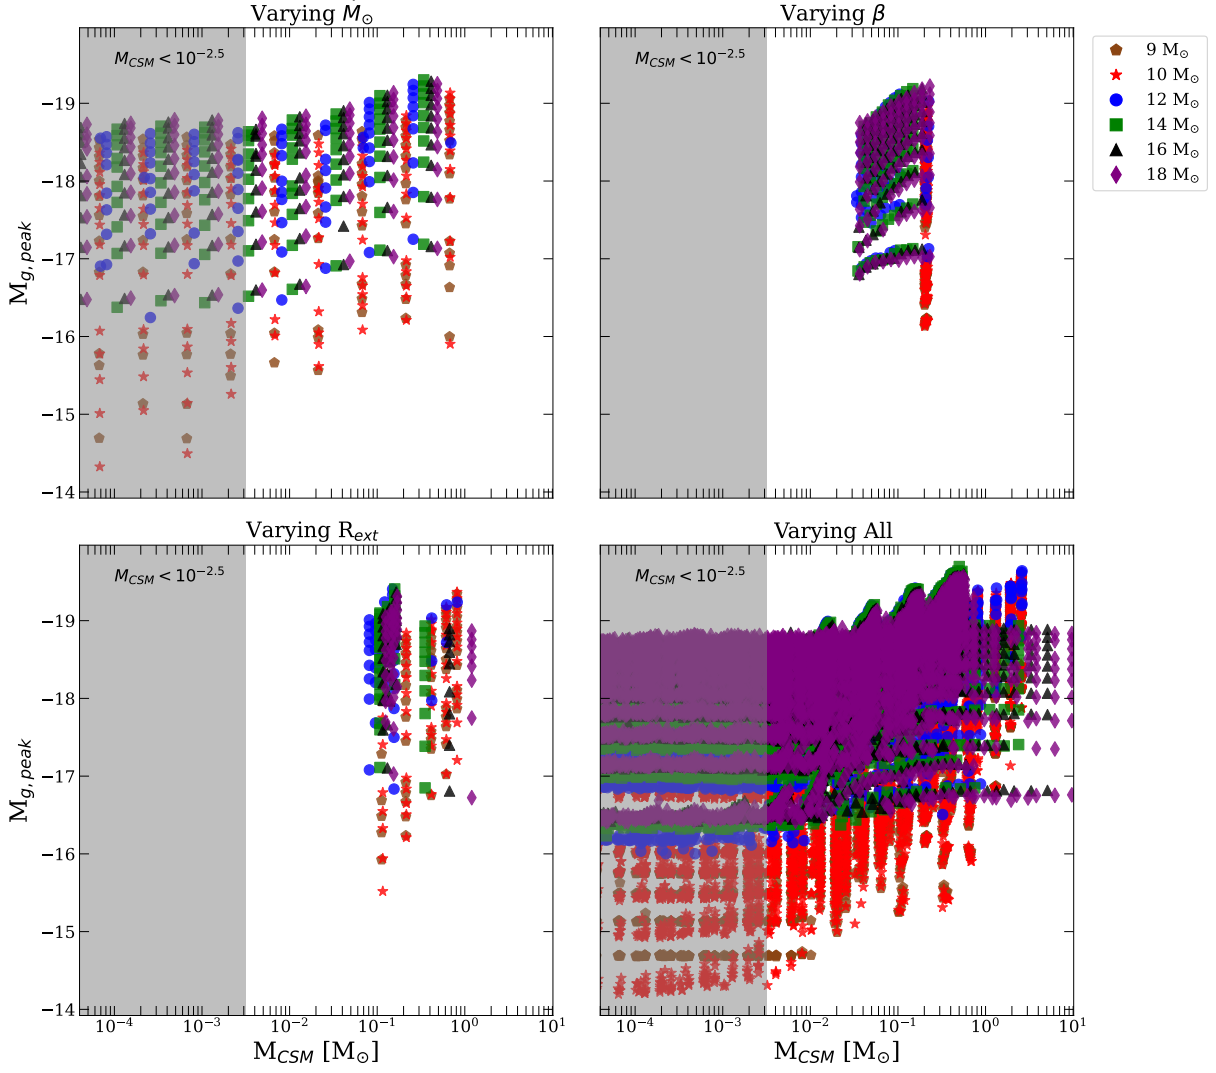 Varying Ṁ☉
Varying β
M_CSM < 10^−2.5
M_CSM < 10^−2.5
9 M☉
10 M☉
12 M☉
14 M☉
16 M☉
18 M☉
−19
−18
−17
−16
−15
−14
M_g,peak
Varying R_ext
Varying All
M_CSM < 10^−2.5
M_CSM < 10^−2.5
−19
−18
−17
−16
−15
−14
M_g,peak
10^−4
10^−3
10^−2
10^−1
10^0
10^1
10^−4
10^−3
10^−2
10^−1
10^0
10^1
M_CSM [M☉]
M_CSM [M☉]